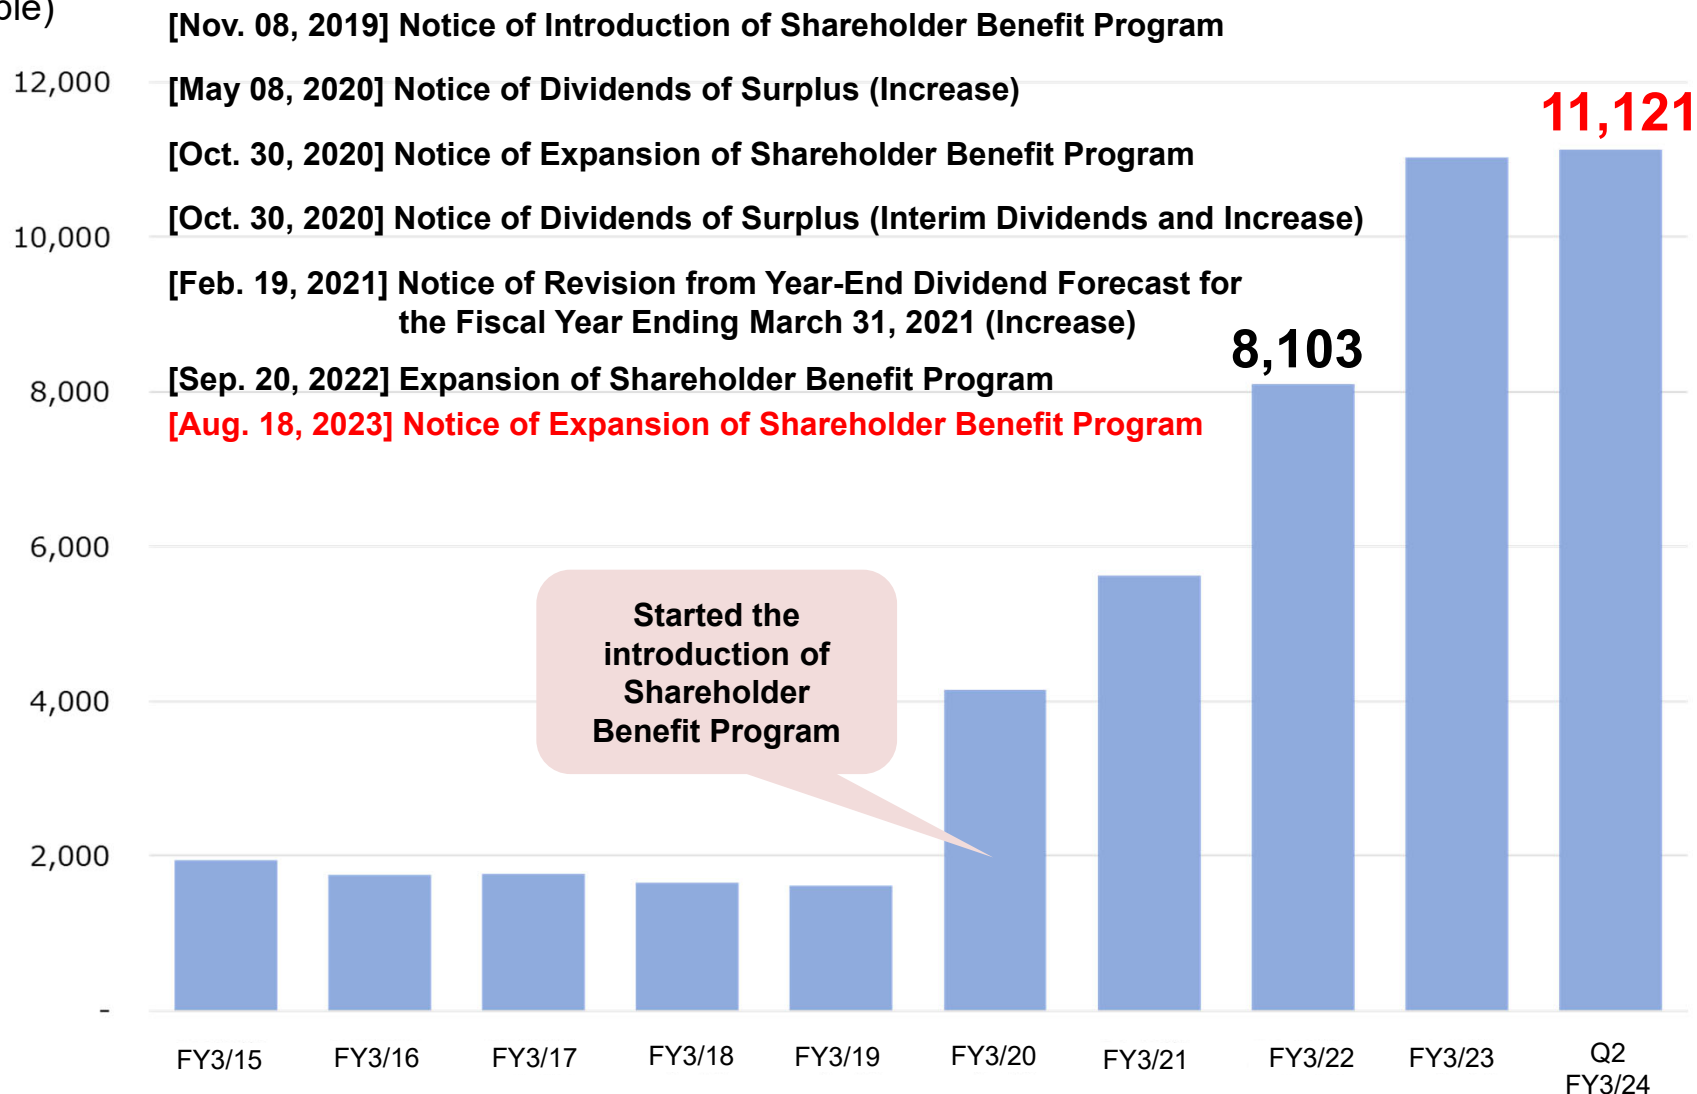 [Nov. 08, 2019] Notice of Introduction of Shareholder Benefit Program
12,000
[May 08, 2020] Notice of Dividends of Surplus (Increase)
11,121
[Oct. 30, 2020] Notice of Expansion of Shareholder Benefit Program
10,000
[Oct. 30, 2020] Notice of Dividends of Surplus (Interim Dividends and Increase)
[Feb. 19, 2021] Notice of Revision from Year-End Dividend Forecast for
the Fiscal Year Ending March 31, 2021 (Increase)
8,103
[Sep. 20, 2022] Expansion of Shareholder Benefit Program
8,000
[Aug. 18, 2023] Notice of Expansion of Shareholder Benefit Program
6,000
Started the
introduction of
Shareholder
Benefit Program
4,000
2,000
-
FY3/15 FY3/16 FY3/17 FY3/18 FY3/19 FY3/20 FY3/21 FY3/22 FY3/23 Q2
FY3/24